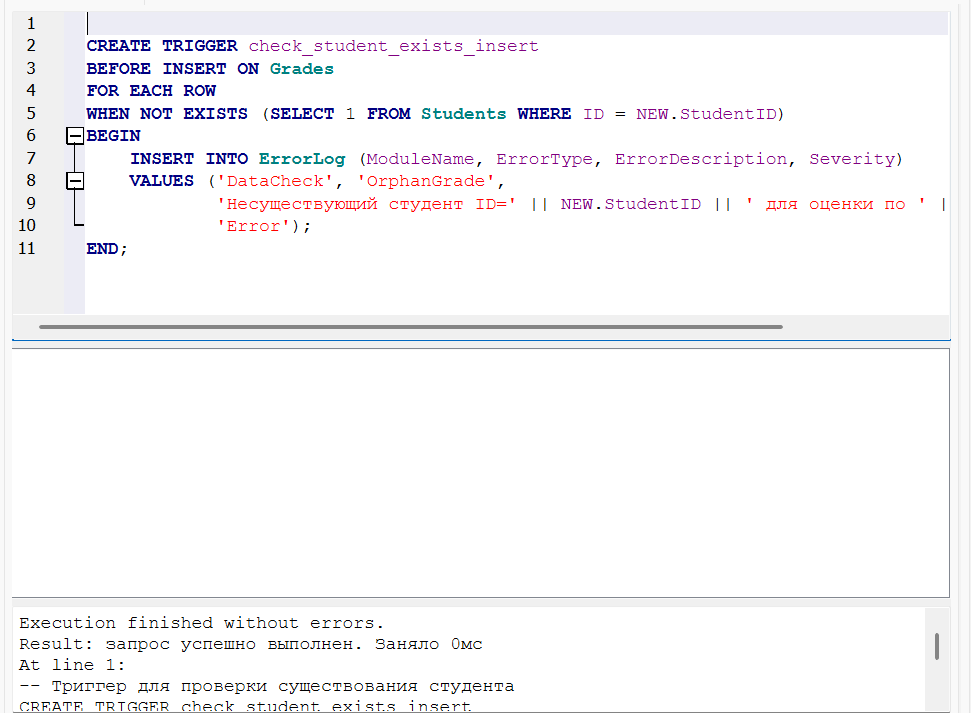 1
2 CREATE TRIGGER check_student_exists_insert
3 BEFORE INSERT ON Grades
4 FOR EACH ROW
5 WHEN NOT EXISTS (SELECT 1 FROM Students WHERE ID = NEW.StudentID)
6 BEGIN
7 INSERT INTO ErrorLog (ModuleName, ErrorType, ErrorDescription, Severity)
8 VALUES ('DataCheck', 'OrphanGrade',
9 'Несуществующий студент ID=' || NEW.StudentID || ' для оценки по ' |
10 'Error');
11 END;
Execution finished without errors.
Result: запрос успешно выполнен. Заняло 0мс
At line 1:
-- Триггер для проверки существования студента
CREATE TRIGGER check_student_exists_insert